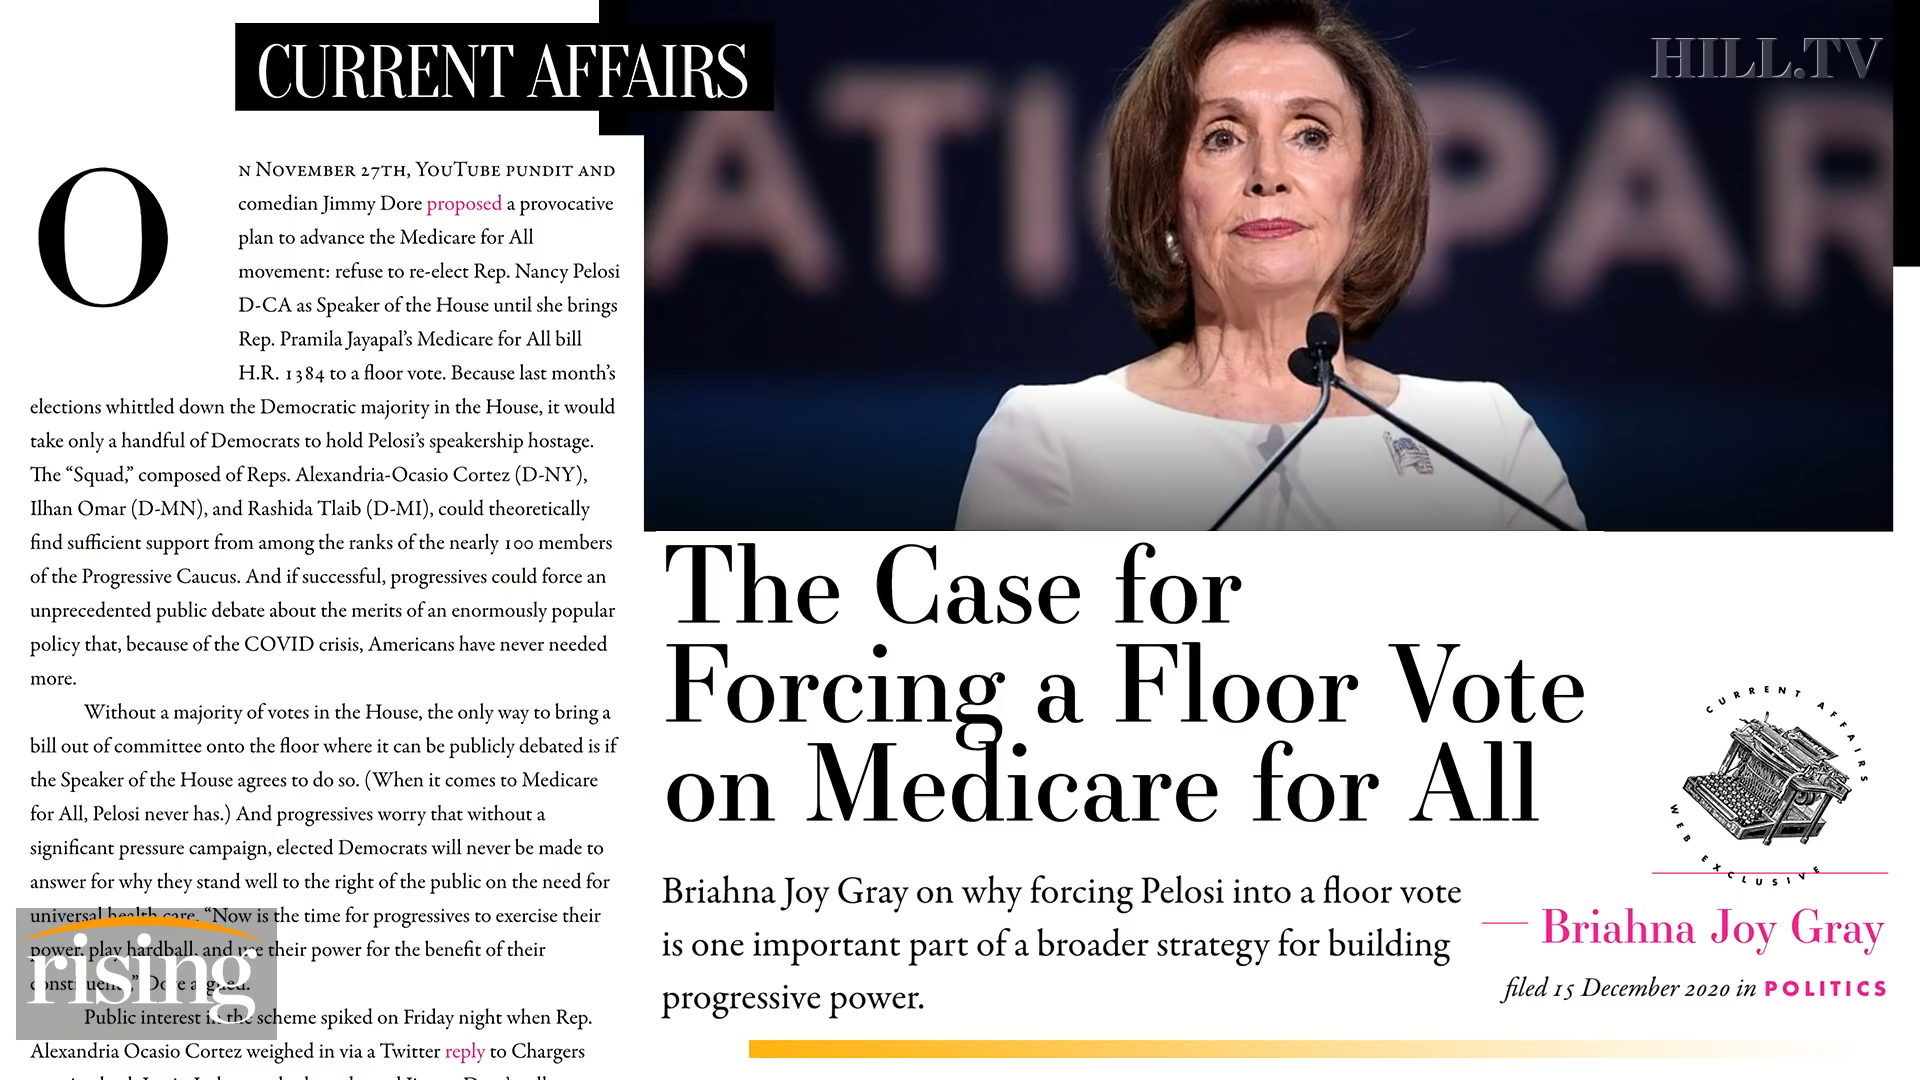 CURRENT AFFAIRS
HILL.TV
ATI PAR
ON NOVEMBER 27TH, YOUTUBE PUNDIT AND
comedian Jimmy Dore proposed a provocative
plan to advance the Medicare for All
movement: refuse to re-elect Rep. Nancy Pelosi
D-CA as Speaker of the House until she brings
Rep. Pramila Jayapal’s Medicare for All bill
H.R. 1384 to a floor vote. Because last month’s
elections whittled down the Democratic majority in the House, it would
take only a handful of Democrats to hold Pelosi’s speakership hostage.
The “Squad,” composed of Reps. Alexandria-Ocasio Cortez (D-NY),
Ilhan Omar (D-MN), and Rashida Tlaib (D-MI), could theoretically
find sufficient support from among the ranks of the nearly 100 members
of the Progressive Caucus. And if successful, progressives could force an
unprecedented public debate about the merits of an enormously popular
policy that, because of the COVID crisis, Americans have never needed
more.
Without a majority of votes in the House, the only way to bring a
bill out of committee onto the floor where it can be publicly debated is if
the Speaker of the House agrees to do so. (When it comes to Medicare
for All, Pelosi never has.) And progressives worry that without a
significant pressure campaign, elected Democrats will never be made to
answer for why they stand well to the right of the public on the need for
universal health care. “Now is the time for progressives to exercise their
power, play hardball, and use their power for the benefit of their
constituents,” Dore argued.
Public interest in the scheme spiked on Friday night when Rep.
Alexandria Ocasio Cortez weighed in via a Twitter reply to Chargers
rising
The Case for
Forcing a Floor Vote
on Medicare for All
Briahna Joy Gray on why forcing Pelosi into a floor vote
is one important part of a broader strategy for building
progressive power.
CURRENT AFFAIRS
WEB EXCLUSIVE
— Briahna Joy Gray
filed 15 December 2020 in POLITICS